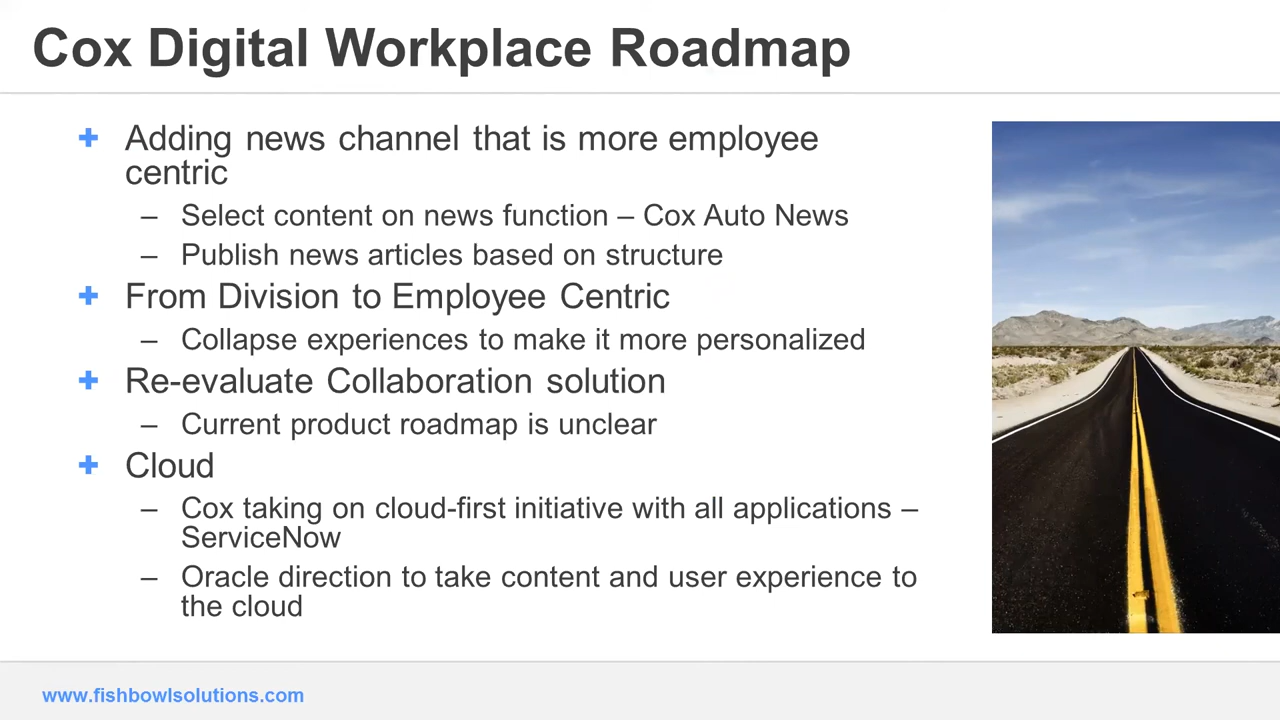 Cox Digital Workplace Roadmap
Adding news channel that is more employee
centric
– Select content on news function – Cox Auto News
– Publish news articles based on structure
From Division to Employee Centric
– Collapse experiences to make it more personalized
Re-evaluate Collaboration solution
– Current product roadmap is unclear
Cloud
– Cox taking on cloud-first initiative with all applications –
ServiceNow
– Oracle direction to take content and user experience to
the cloud
www.fishbowlsolutions.com